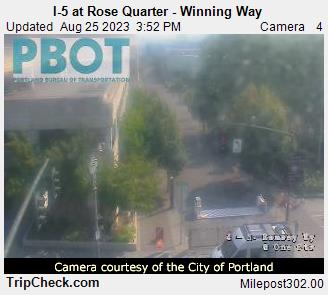 I-5 at Rose Quarter - Winning Way
Updated Aug 25 2023 3:52 PM Camera 4
PBOT
PORTLAND BUREAU OF TRANSPORTATION
Camera courtesy of the City of Portland
TripCheck.com Milepost302.00